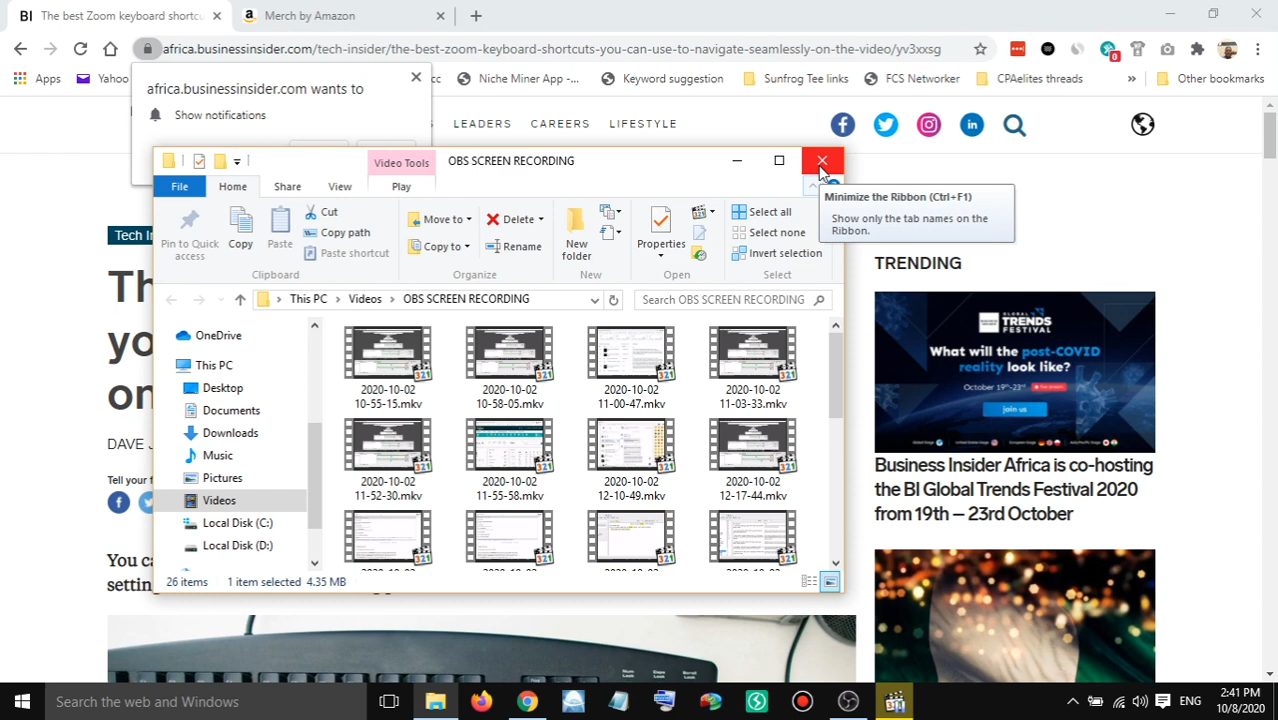 BI The best Zoom keyboard shortcu
Merch by Amazon
africa.businessinsider.com/tech-insider/the-best-zoom-keyboard-shortcuts-you-can-use-to-navigate-seamlessly-on-the-video/yv3xxsg
0
Apps Yahoo cc Niche Miner App -... Keyword suggestion Sunfrog Tee links FCS Networker CPAelites threads » Other bookmarks
africa.businessinsider.com wants to
Show notifications
LEADERS CAREERS LIFESTYLE
Video Tools OBS SCREEN RECORDING
File Home Share View Play
Minimize the Ribbon (Ctrl+F1)
Show only the tab names on the
Ribbon.
Pin to Quick
access
Copy
Paste
Cut
Copy path
Paste shortcut
Clipboard
Move to
Copy to
Delete
Rename
Organize
New
folder
New
Properties
Open
Select all
Select none
Invert selection
Select
This PC Videos OBS SCREEN RECORDING
Search OBS SCREEN RECORDING
OneDrive
This PC
Desktop
Documents
Downloads
Music
Pictures
Videos
Local Disk (C:)
Local Disk (D:)
2020-10-02
10-55-15.mkv
2020-10-02
10-58-05.mkv
2020-10-02
11-00-47.mkv
2020-10-02
11-03-33.mkv
2020-10-02
11-52-30.mkv
2020-10-02
11-55-58.mkv
2020-10-02
12-10-49.mkv
2020-10-02
12-17-44.mkv
26 items 1 item selected 4.35 MB
Tech In
Th
yo
on
DAVE J
Tell your f
You ca
settin
TRENDING
GLOBAL
TRENDS
FESTIVAL
What will the post-COVID
reality look like?
October 19th-23rd
join us
Business Insider Africa is co-hosting
the BI Global Trends Festival 2020
from 19th – 23rd October
Num Lock
Caps Lock
Scroll Lock
Search the web and Windows
ENG
2:41 PM
10/8/2020